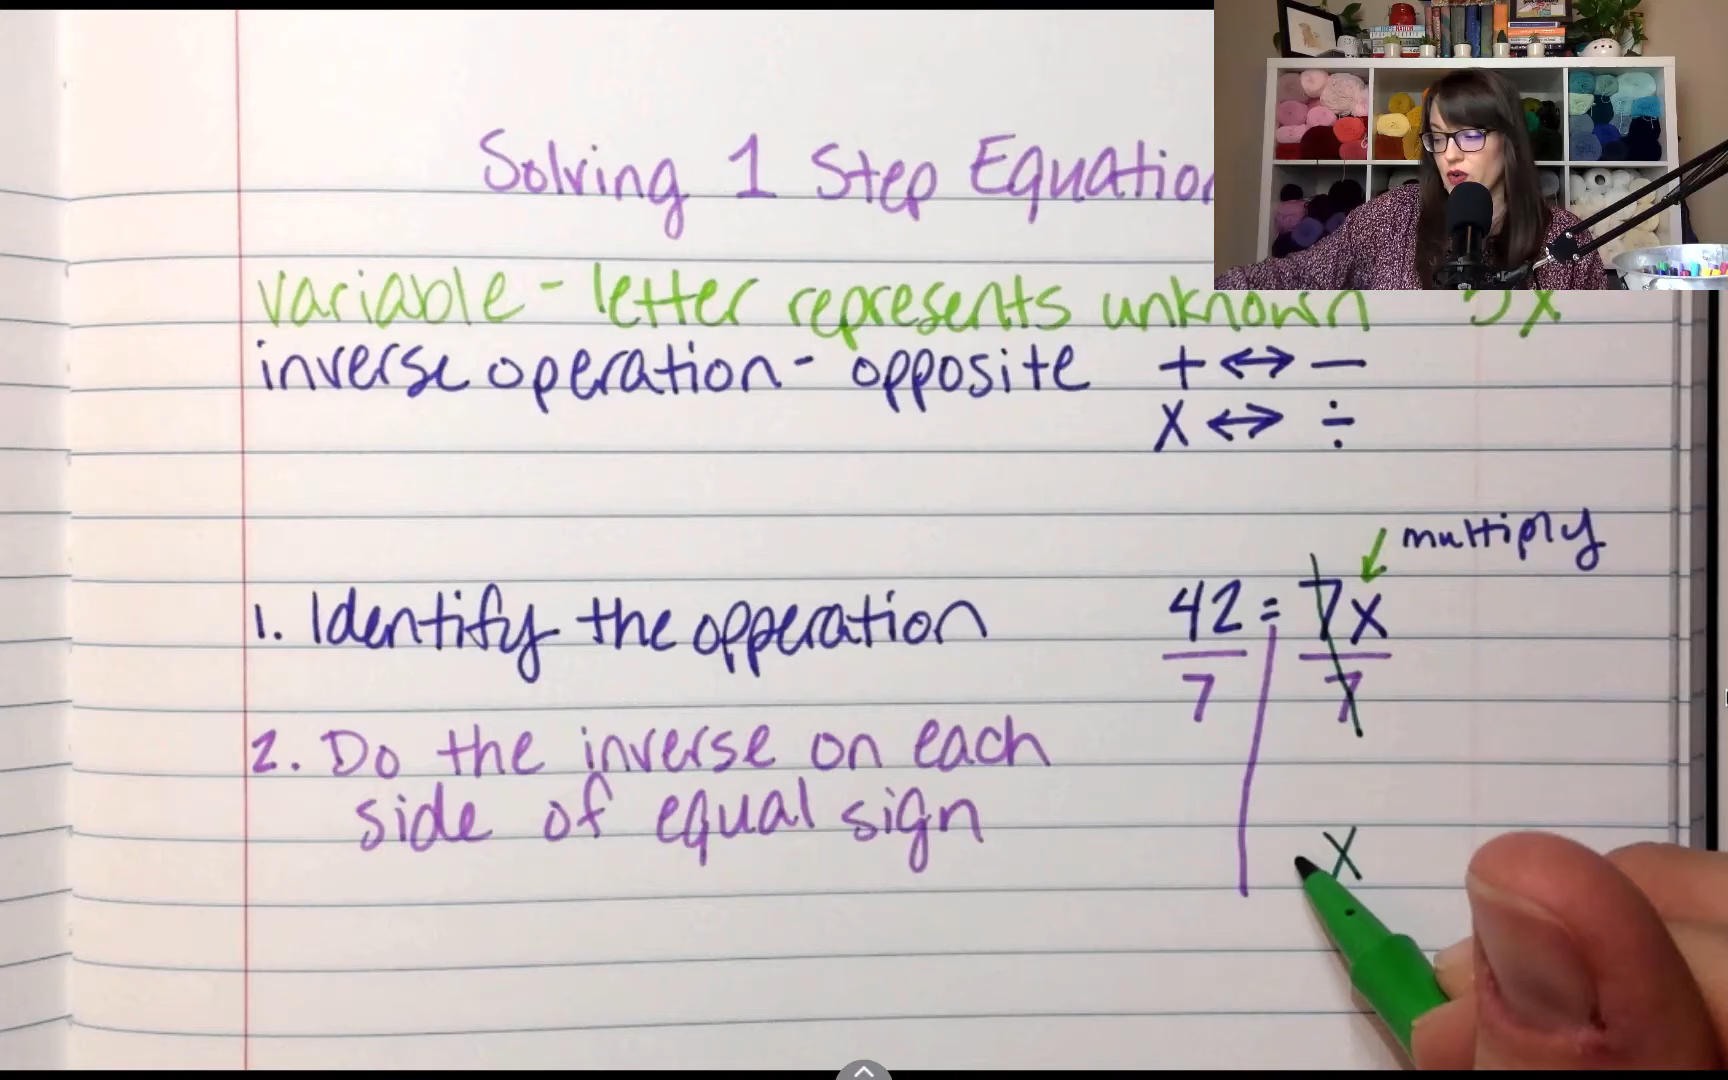 Solving 1 Step Equation
variable - letter represents unknown 5x
inverse operation - opposite + ↔ −
x ↔ ÷
multiply
1. Identify the opperation 42 = 7x
7 7
2. Do the inverse on each
side of equal sign
x